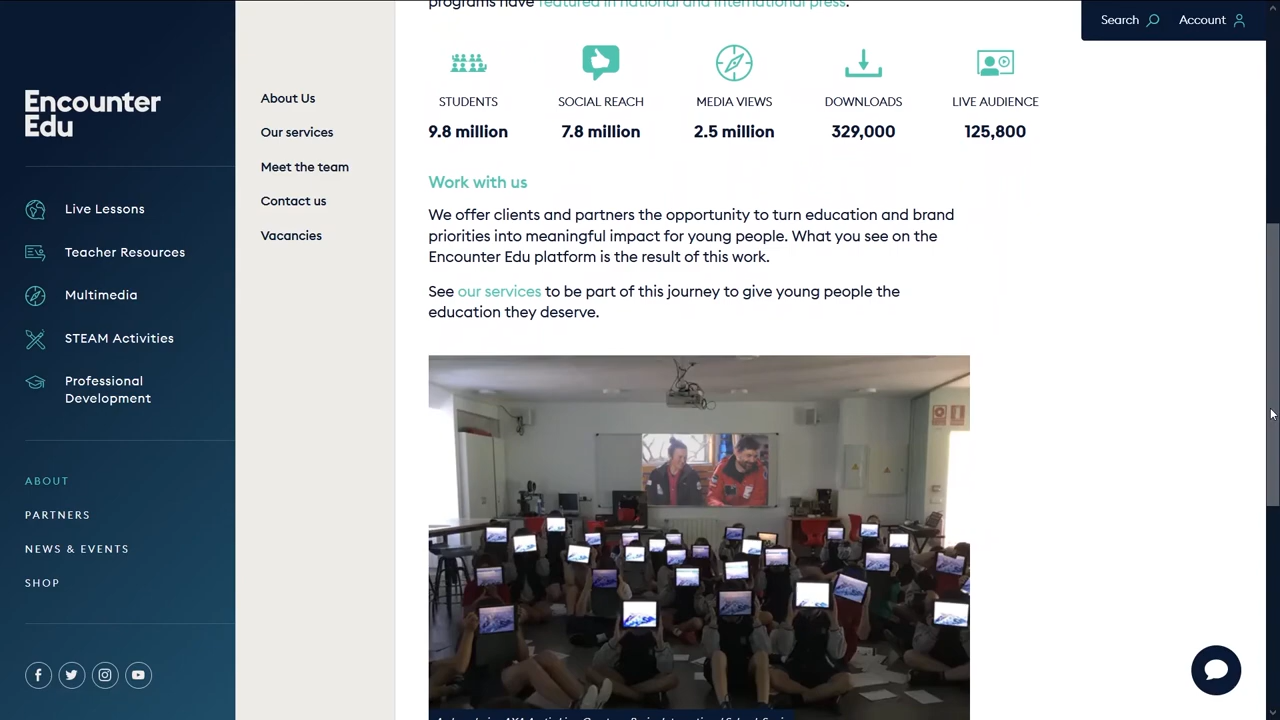 programs have featured in national and international press.
Search
Account
Encounter
Edu
Live Lessons
Teacher Resources
Multimedia
STEAM Activities
Professional
Development
ABOUT
PARTNERS
NEWS & EVENTS
SHOP
About Us
Our services
Meet the team
Contact us
Vacancies
STUDENTS
9.8 million
SOCIAL REACH
7.8 million
MEDIA VIEWS
2.5 million
DOWNLOADS
329,000
LIVE AUDIENCE
125,800
Work with us
We offer clients and partners the opportunity to turn education and brand
priorities into meaningful impact for young people. What you see on the
Encounter Edu platform is the result of this work.
See our services to be part of this journey to give young people the
education they deserve.